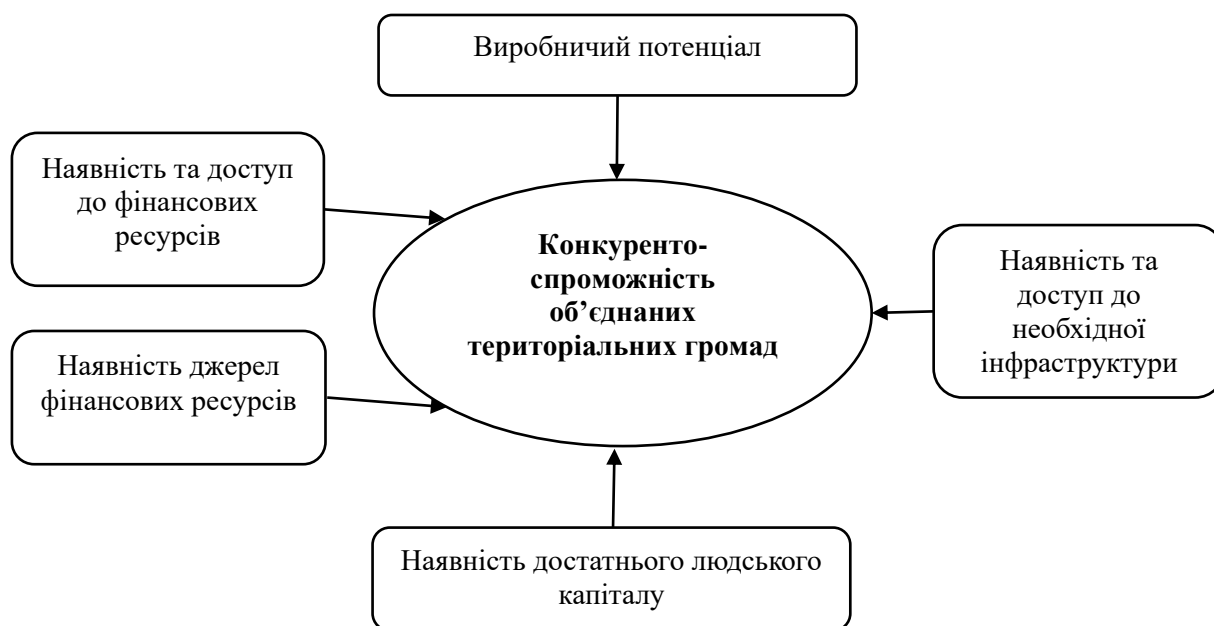 Виробничий потенціал
Наявність та доступ
до фінансових
ресурсів
Конкуренто-
спроможність
об’єднаних
територіальних громад
Наявність та
доступ до
необхідної
інфраструктури
Наявність джерел
фінансових ресурсів
Наявність достатнього людського
капіталу